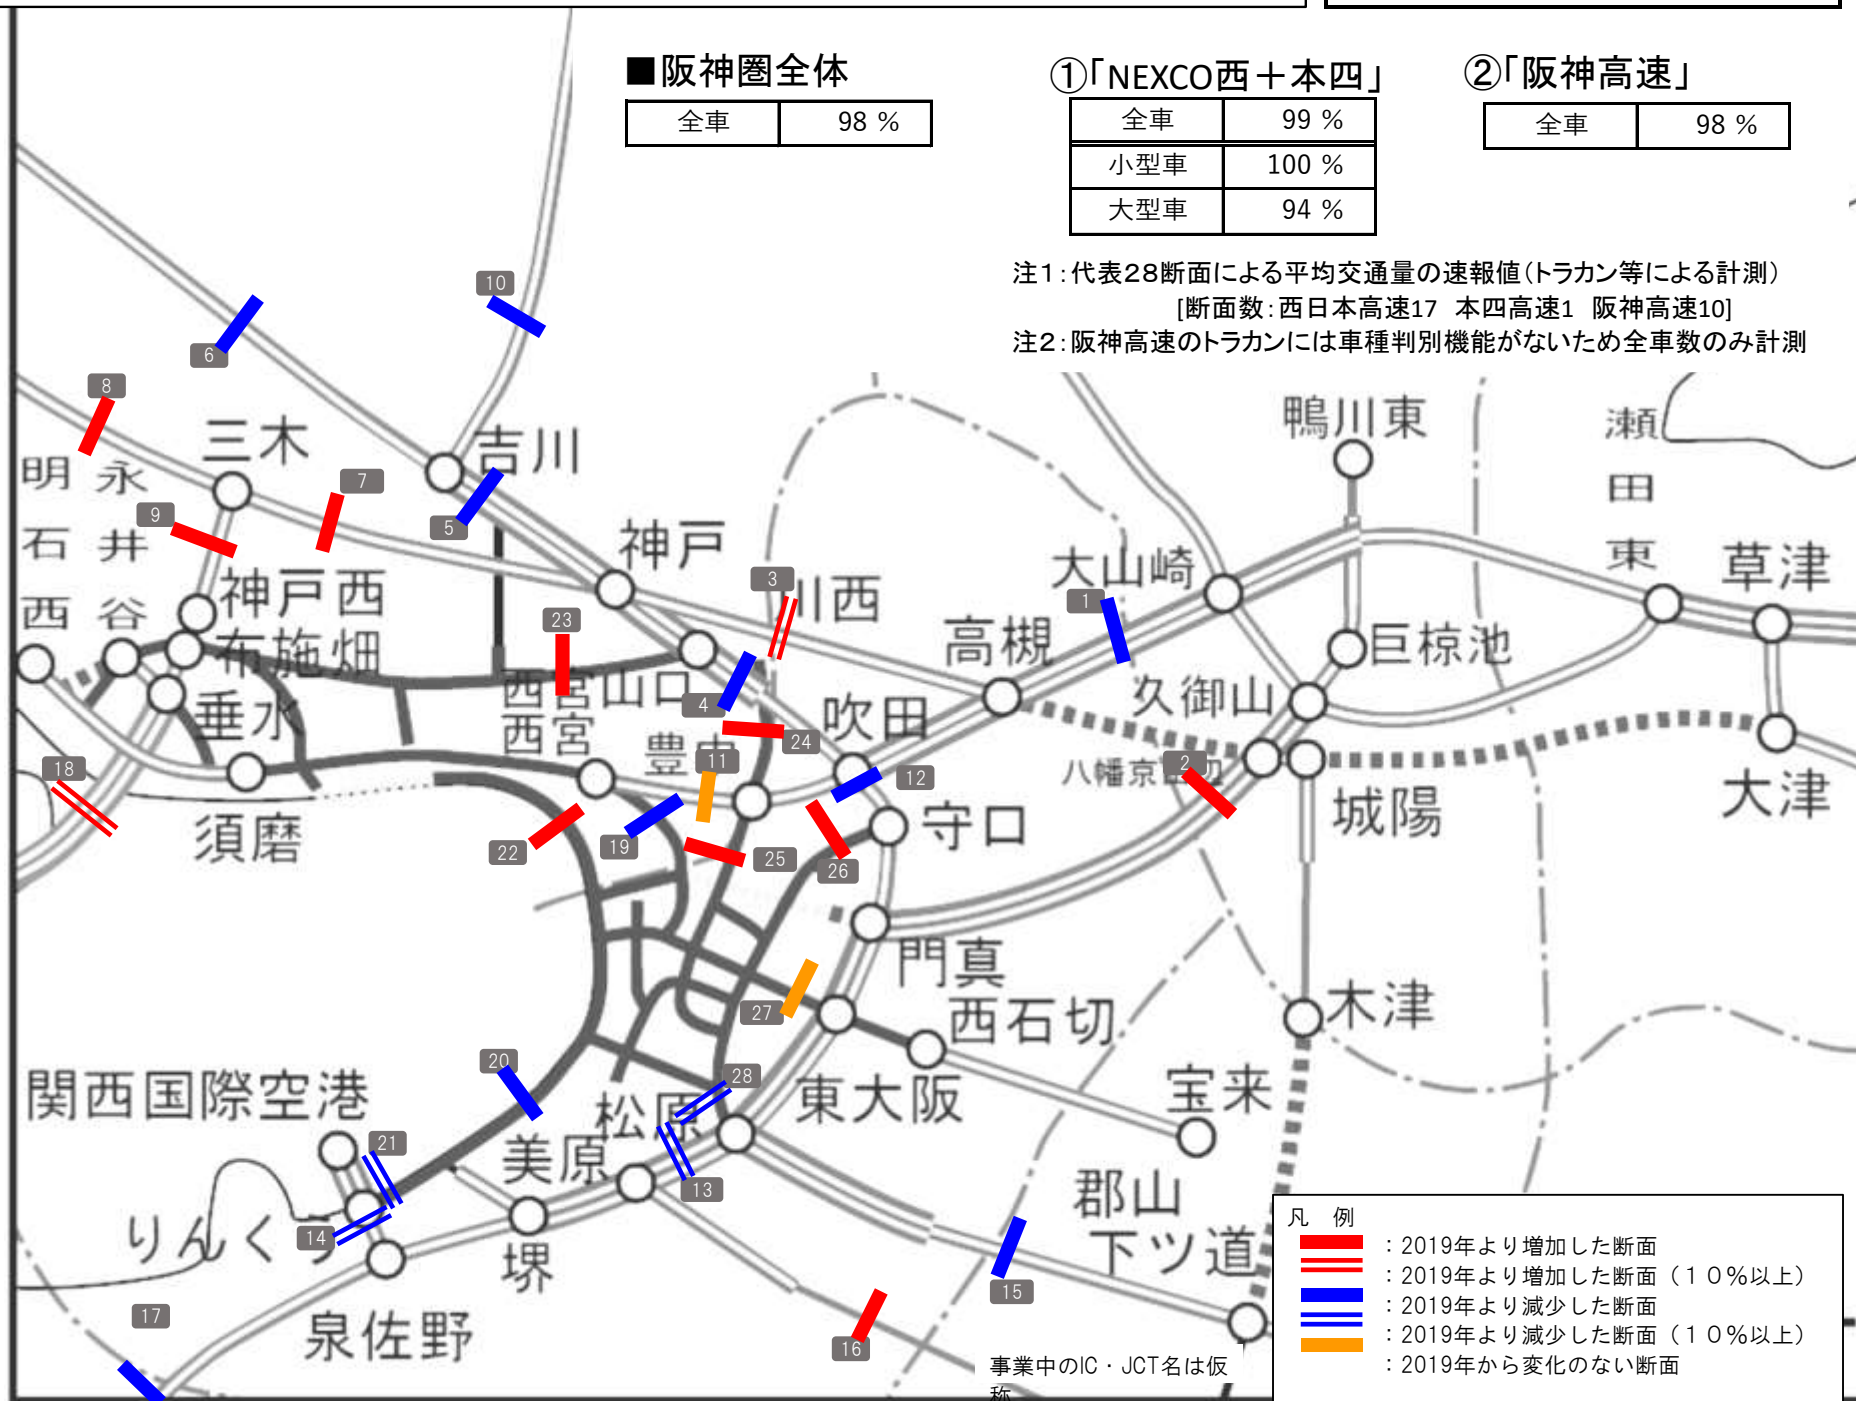 ■阪神圏全体
全車 98 %
①「NEXCO西＋本四」
全車 99 %
小型車 100 %
大型車 94 %
②「阪神高速」
全車 98 %
注1：代表28断面による平均交通量の速報値（トラカン等による計測）
[断面数：西日本高速17 本四高速1 阪神高速10]
注2：阪神高速のトラカンには車種判別機能がないため全車数のみ計測
10
6
8
三木
吉川
鴨川東
瀬田東
明石西
永井谷
7
9
5
神戸
大山崎
草津
神戸西
3
川西
1
23
布施畑
高槻
巨椋池
西宮山口
4
久御山
垂水
西宮
吹田
24
豊中
11
18
12
八幡京田辺
2
大津
須磨
22
19
25
26
守口
城陽
門真
27
西石切
木津
関西国際空港
20
28
松原
東大阪
宝来
21
美原
13
郡山
14
りんくう
堺
下ツ道
15
17
泉佐野
16
事業中のIC・JCT名は仮
称
凡 例
：2019年より増加した断面
：2019年より増加した断面（１０％以上）
：2019年より減少した断面
：2019年より減少した断面（１０％以上）
：2019年から変化のない断面